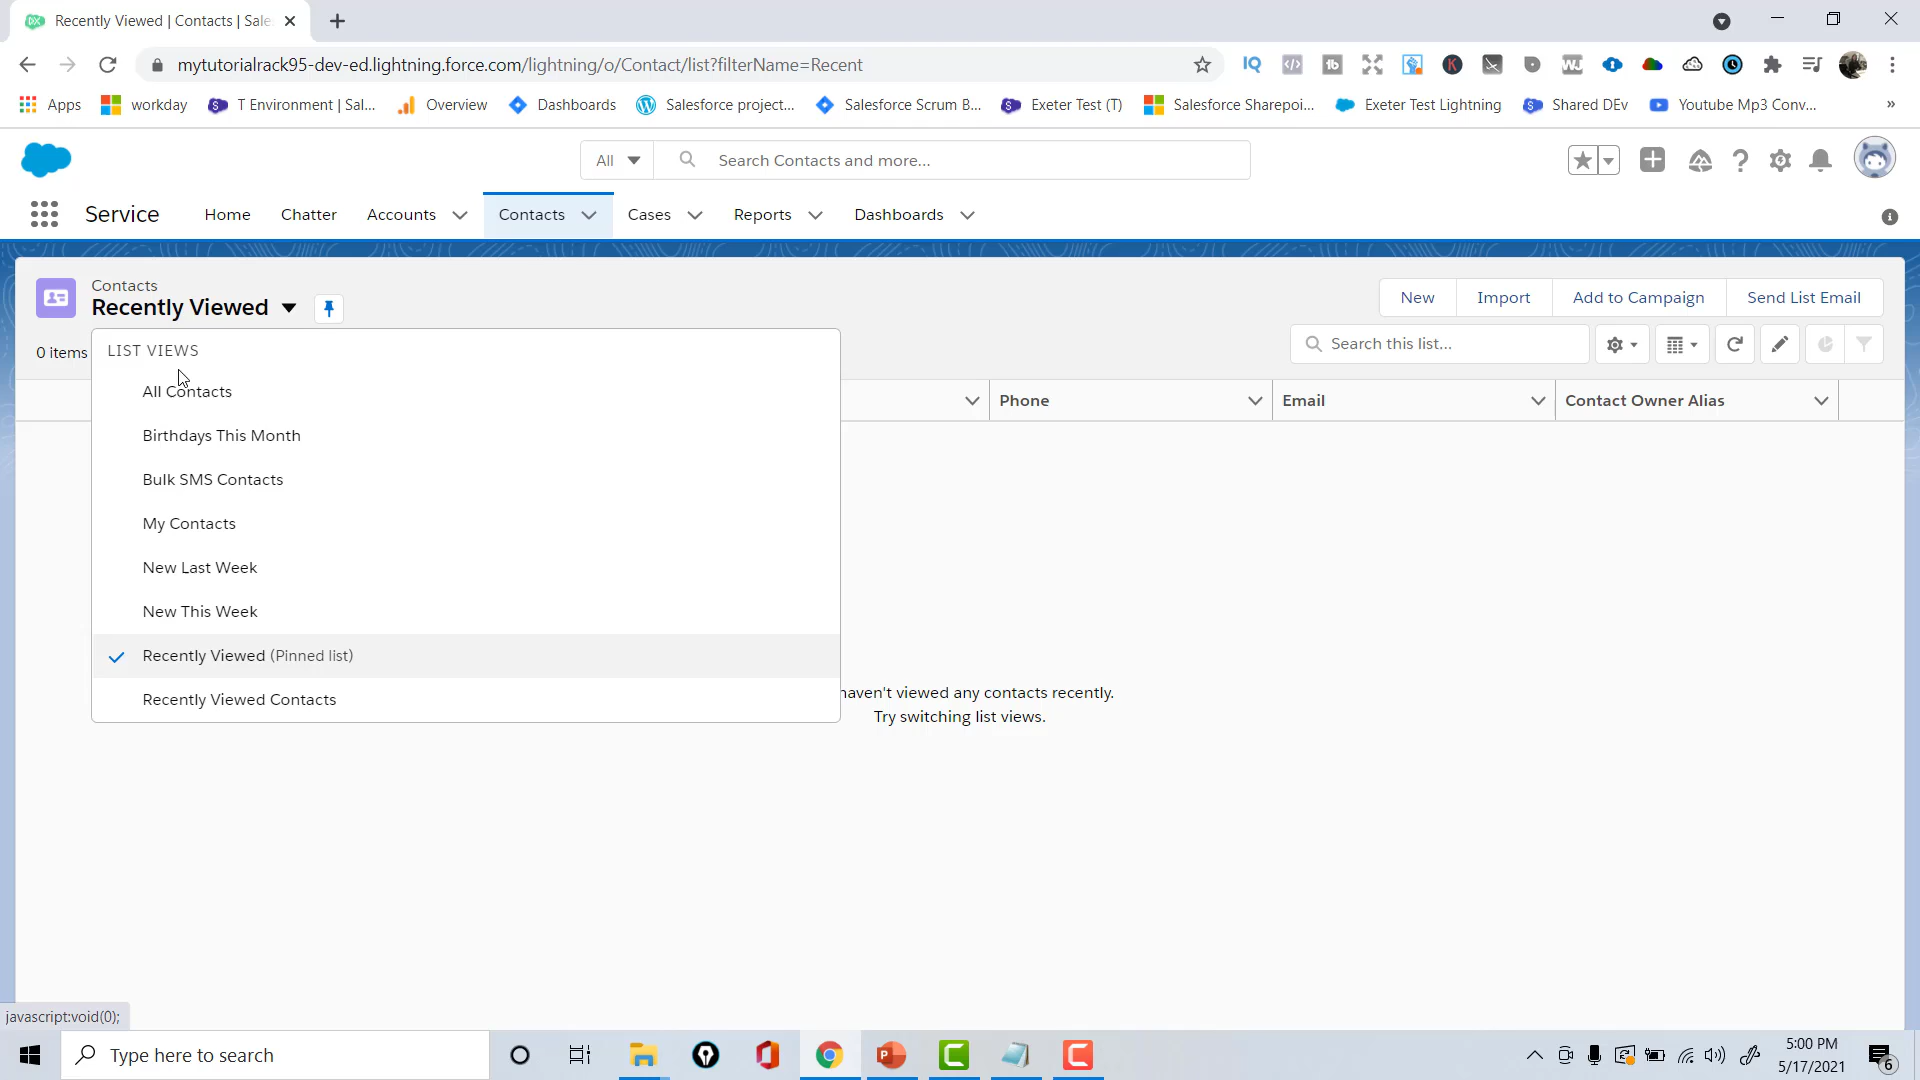 Recently Viewed | Contacts | Sale
mytutorialrack95-dev-ed.lightning.force.com/lightning/o/Contact/list?filterName=Recent
Apps workday T Environment | Sal... Overview Dashboards Salesforce project... Salesforce Scrum B... Exeter Test (T) Salesforce Sharepoi... Exeter Test Lightning Shared DEv Youtube Mp3 Conv... »
All Search Contacts and more...
Service Home Chatter Accounts Contacts Cases Reports Dashboards
Contacts
Recently Viewed
New Import Add to Campaign Send List Email
0 items
Search this list...
LIST VIEWS
All Contacts
Birthdays This Month
Bulk SMS Contacts
My Contacts
New Last Week
New This Week
Recently Viewed (Pinned list)
Recently Viewed Contacts
Phone Email Contact Owner Alias
haven't viewed any contacts recently.
Try switching list views.
javascript:void(0);
Type here to search
5:00 PM
5/17/2021
6